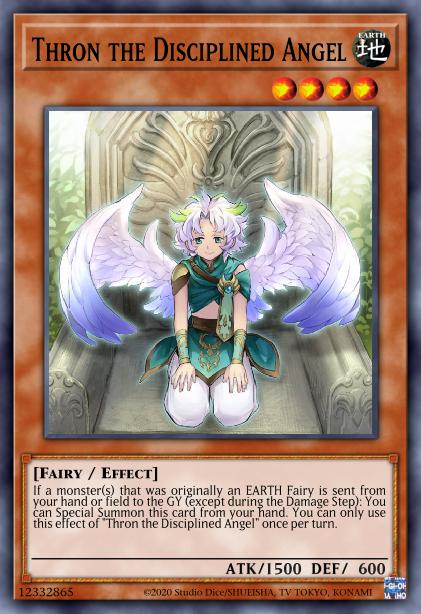 THRON THE DISCIPLINED ANGEL
EARTH
地
[FAIRY / EFFECT]
If a monster(s) that was originally an EARTH Fairy is sent from
your hand or field to the GY (except during the Damage Step): You
can Special Summon this card from your hand. You can only use
this effect of "Thron the Disciplined Angel" once per turn.
ATK/1500 DEF/ 600
12332865
©2020 Studio Dice/SHUEISHA, TV TOKYO, KONAMI